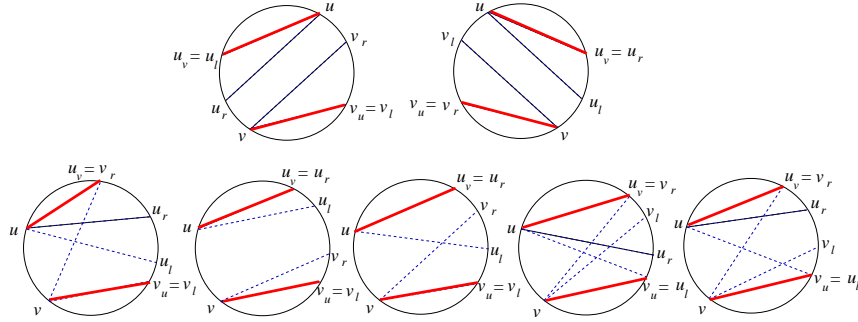 u
v_r
u_v = u_l
u_r
v_u = v_l
v
u
v_l
u_v = u_r
v_u = v_r
u_l
v
u_v = v_r
u_r
u
u_l
v_u = v_l
v
u_v = u_r
u_l
u
v_r
v_u = v_l
v
u_v = u_r
v_r
u
u_l
v_u = v_l
v
u_v = v_r
v_l
u
u_r
v_u = u_l
v
u_v = v_r
u_r
u
v_l
v_u = u_l
v